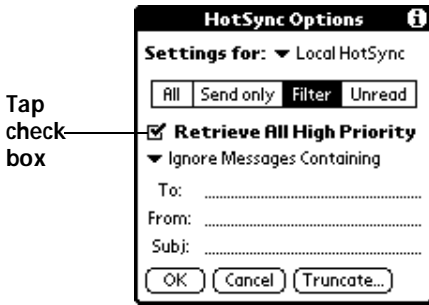 HotSync Options
Settings for: Local HotSync
All Send only Filter Unread
Tap check box
Retrieve All High Priority
Ignore Messages Containing
To:
From:
Subj:
OK Cancel Truncate...